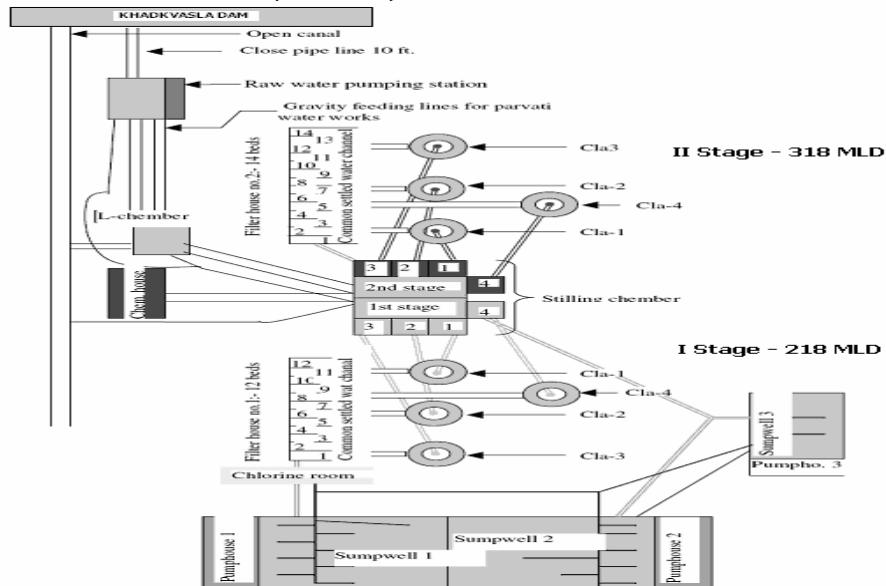 KHADKVASLA DAM
Open canal
Close pipe line 10 ft.
Raw water pumping station
Gravity feeding lines for parvati
water works
14
13
12
11
10
9
8
7
6
5
4
3
2
1
Filter house no.2:- 14 beds
Common settled water channel
Cla3
II Stage - 318 MLD
Cla-2
Cla-4
Cla-1
[L-chember
Chem. house
3 2 1
4
2nd stage
1st stage
4
3 2 1
Stilling chember
I Stage - 218 MLD
12
11
10
9
8
7
6
5
4
3
2
1
Filter house no.1:- 12 beds
Common settled wat chanal
Cla-1
Cla-4
Cla-2
Cla-3
Sumpwell 3
Pumpho. 3
Chlorine room
Pumphouse 1
Sumpwell 1
Sumpwell 2
Pumphouse 2